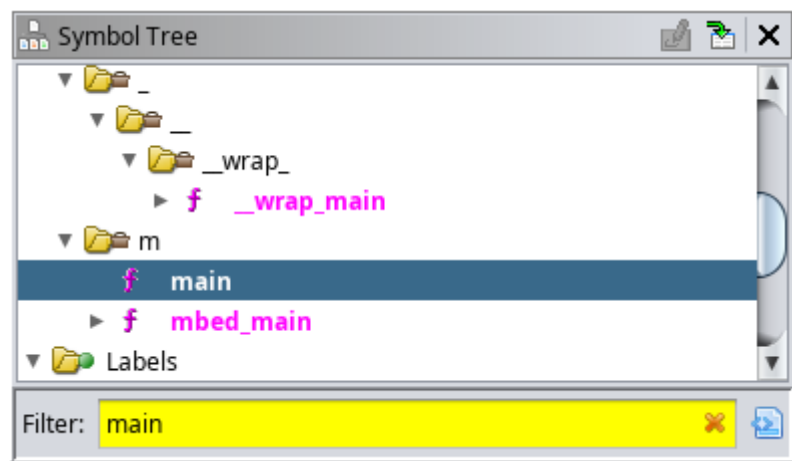 Symbol Tree
_
__
__wrap_
f __wrap_main
m
f main
f mbed_main
Labels
Filter: main